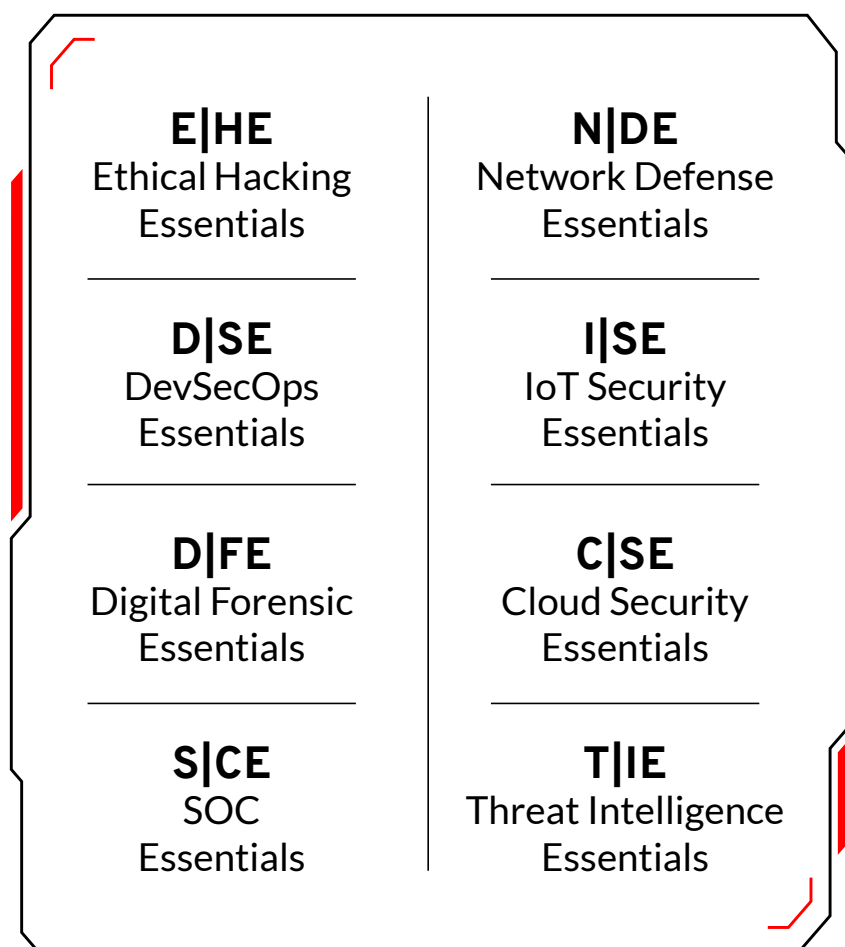 E|HE
Ethical Hacking
Essentials
N|DE
Network Defense
Essentials
D|SE
DevSecOps
Essentials
I|SE
IoT Security
Essentials
D|FE
Digital Forensic
Essentials
C|SE
Cloud Security
Essentials
S|CE
SOC
Essentials
T|IE
Threat Intelligence
Essentials